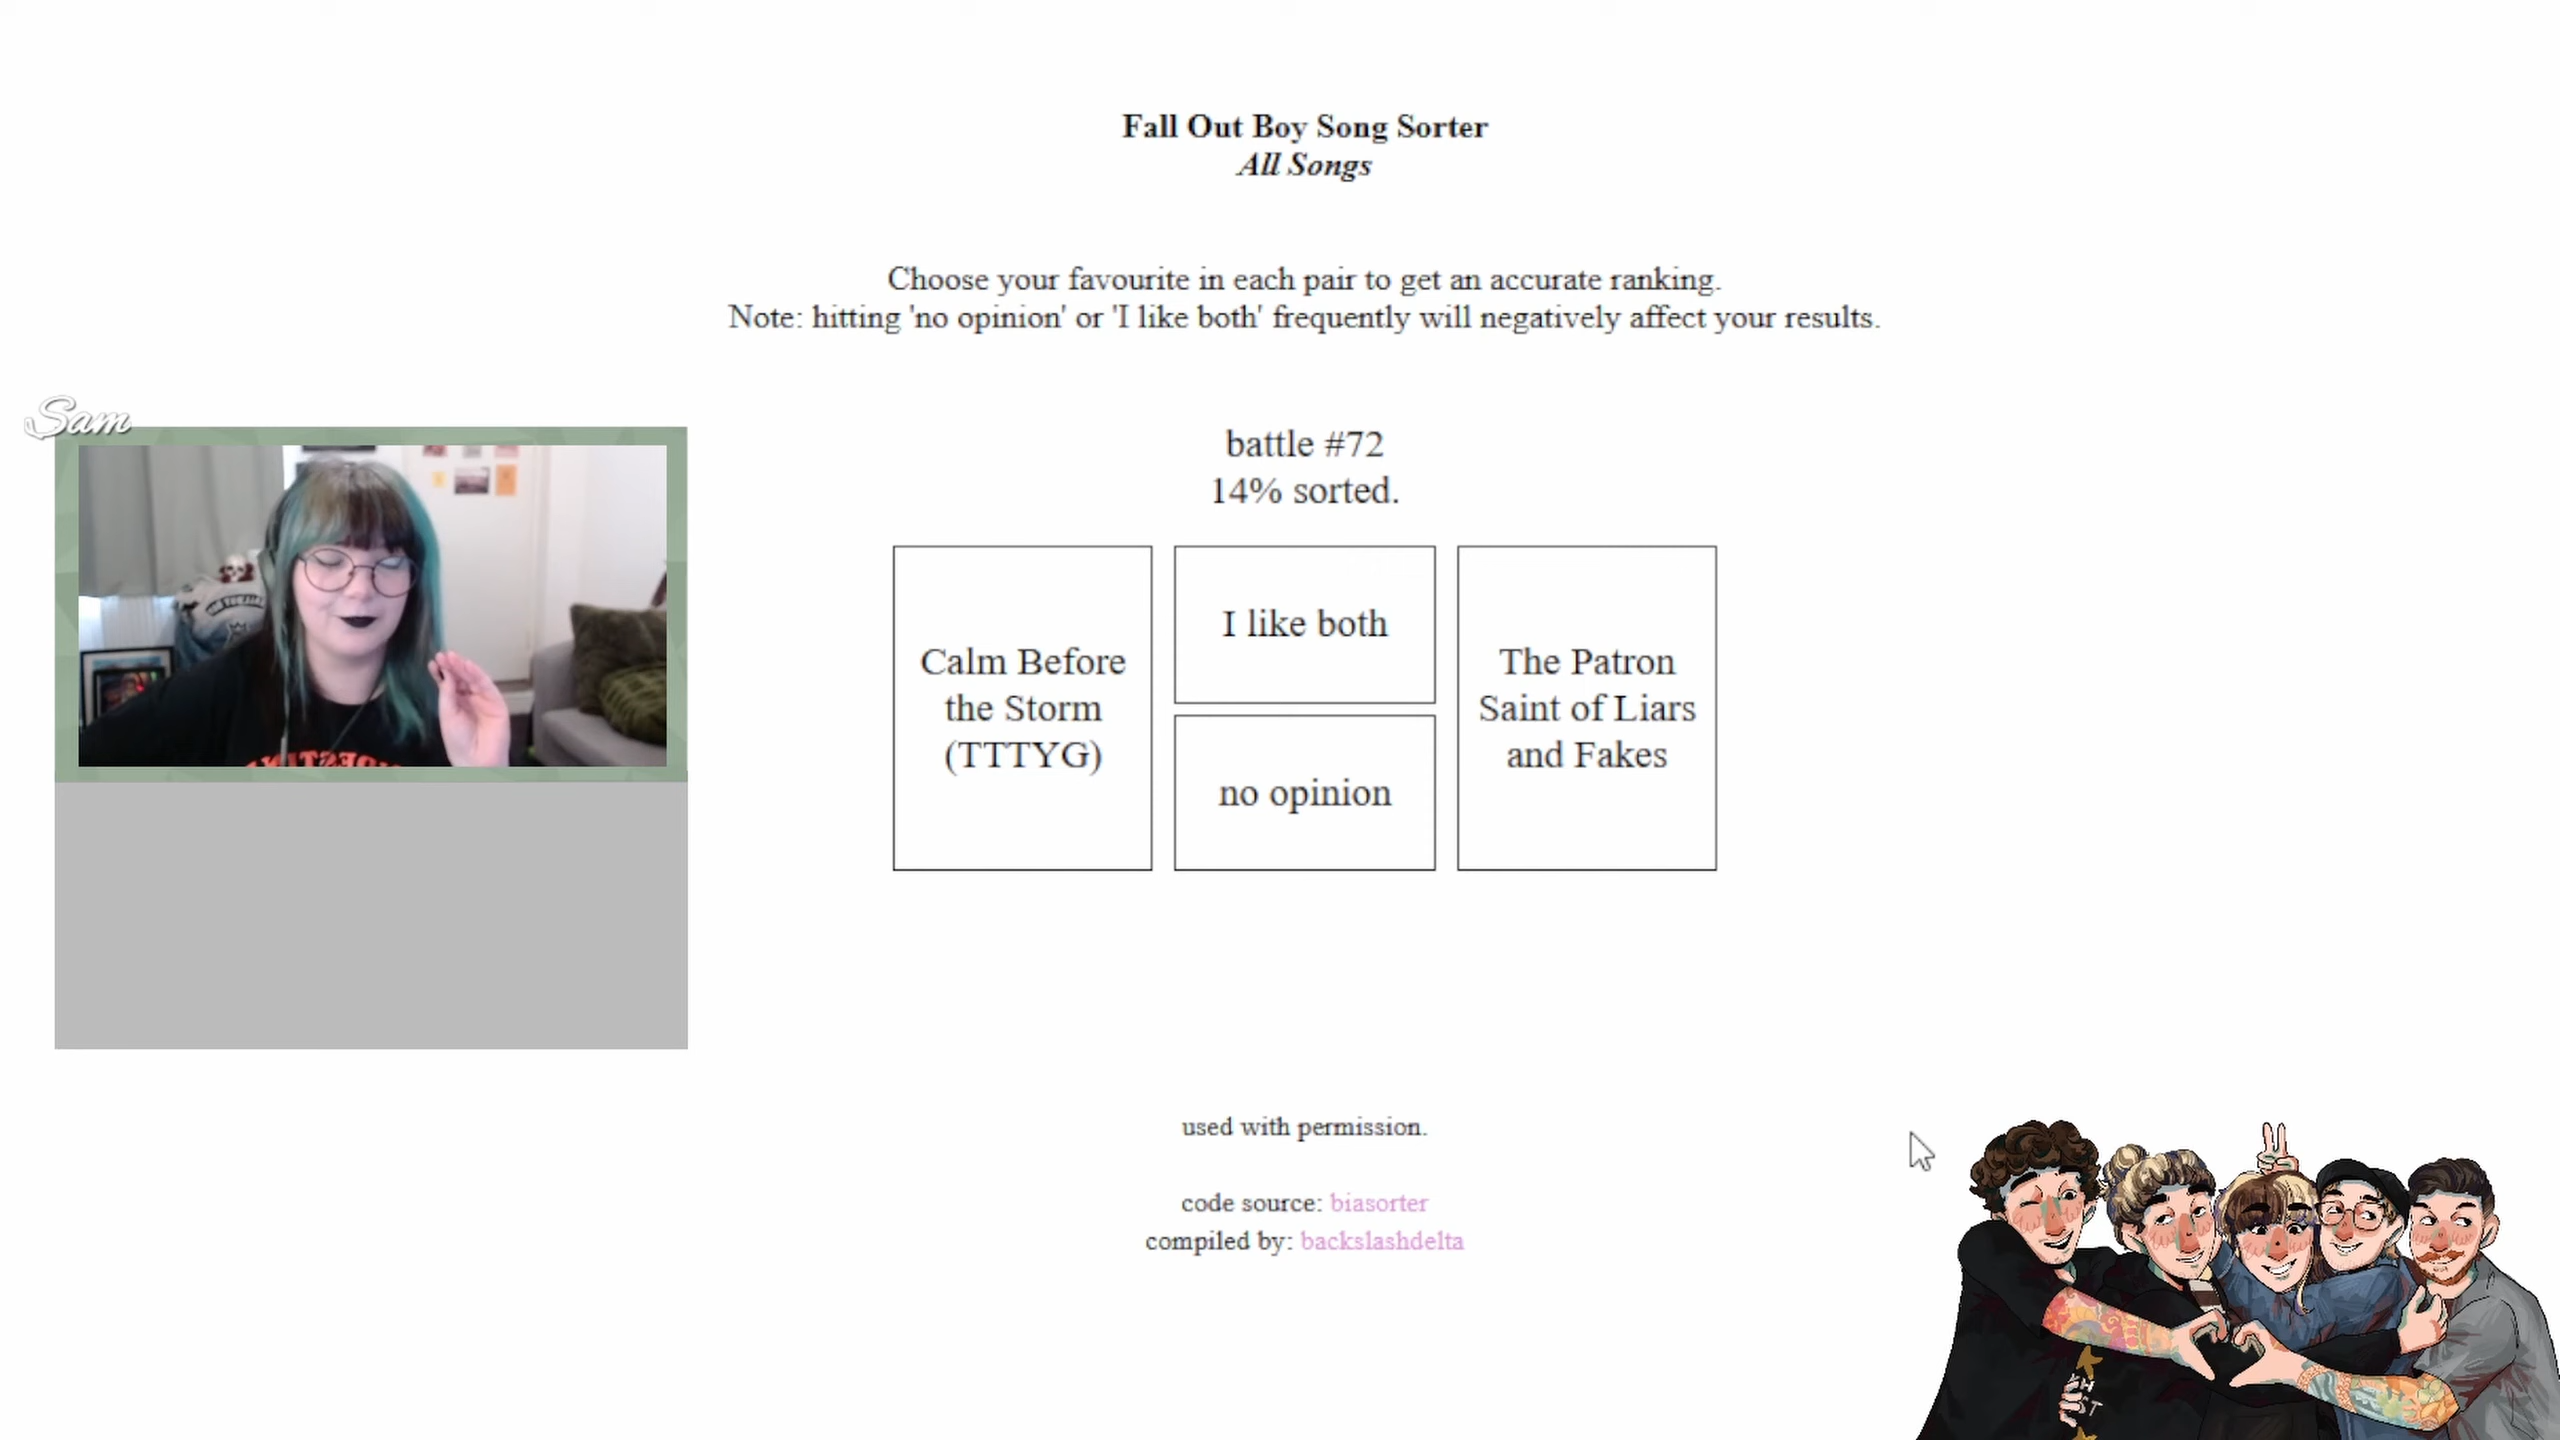 Fall Out Boy Song Sorter
All Songs
Choose your favourite in each pair to get an accurate ranking.
Note: hitting 'no opinion' or 'I like both' frequently will negatively affect your results.
Sam
battle #72
14% sorted.
Calm Before
the Storm
(TTTYG)
I like both
no opinion
The Patron
Saint of Liars
and Fakes
used with permission.
code source: biasorter
compiled by: backslashdelta